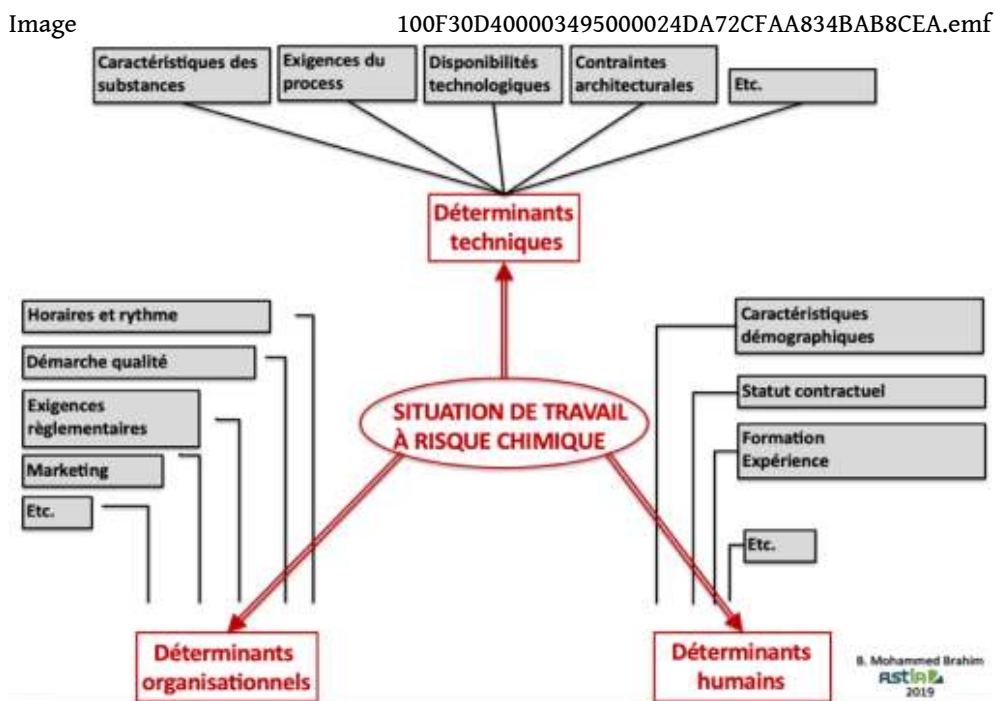 Image 100F30D400003495000024DA72CFAA834BAB8CEA.emf
Caractéristiques des
substances
Exigences du
process
Disponibilités
technologiques
Contraintes
architecturales
Etc.
Déterminants
techniques
Horaires et rythme
Démarche qualité
Exigences
règlementaires
Marketing
Etc.
SITUATION DE TRAVAIL
À RISQUE CHIMIQUE
Caractéristiques
démographiques
Statut contractuel
Formation
Expérience
Etc.
Déterminants
organisationnels
Déterminants
humains
B. Mohammed Brahim
ASTIA
2019